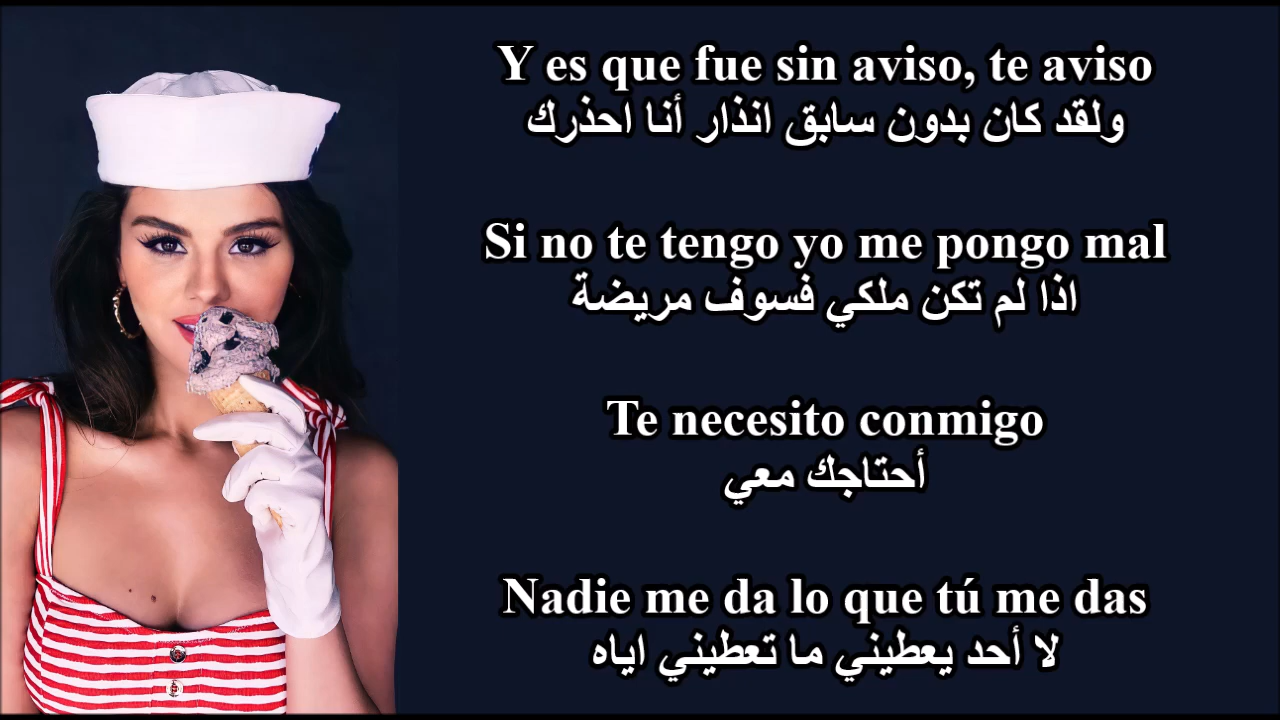 Y es que fue sin aviso, te aviso
ولقد كان بدون سابق انذار أنا احذرك
Si no te tengo yo me pongo mal
اذا لم تكن ملكي فسوف مريضة
Te necesito conmigo
أحتاجك معي
Nadie me da lo que tú me das
لا أحد يعطيني ما تعطيني اياه